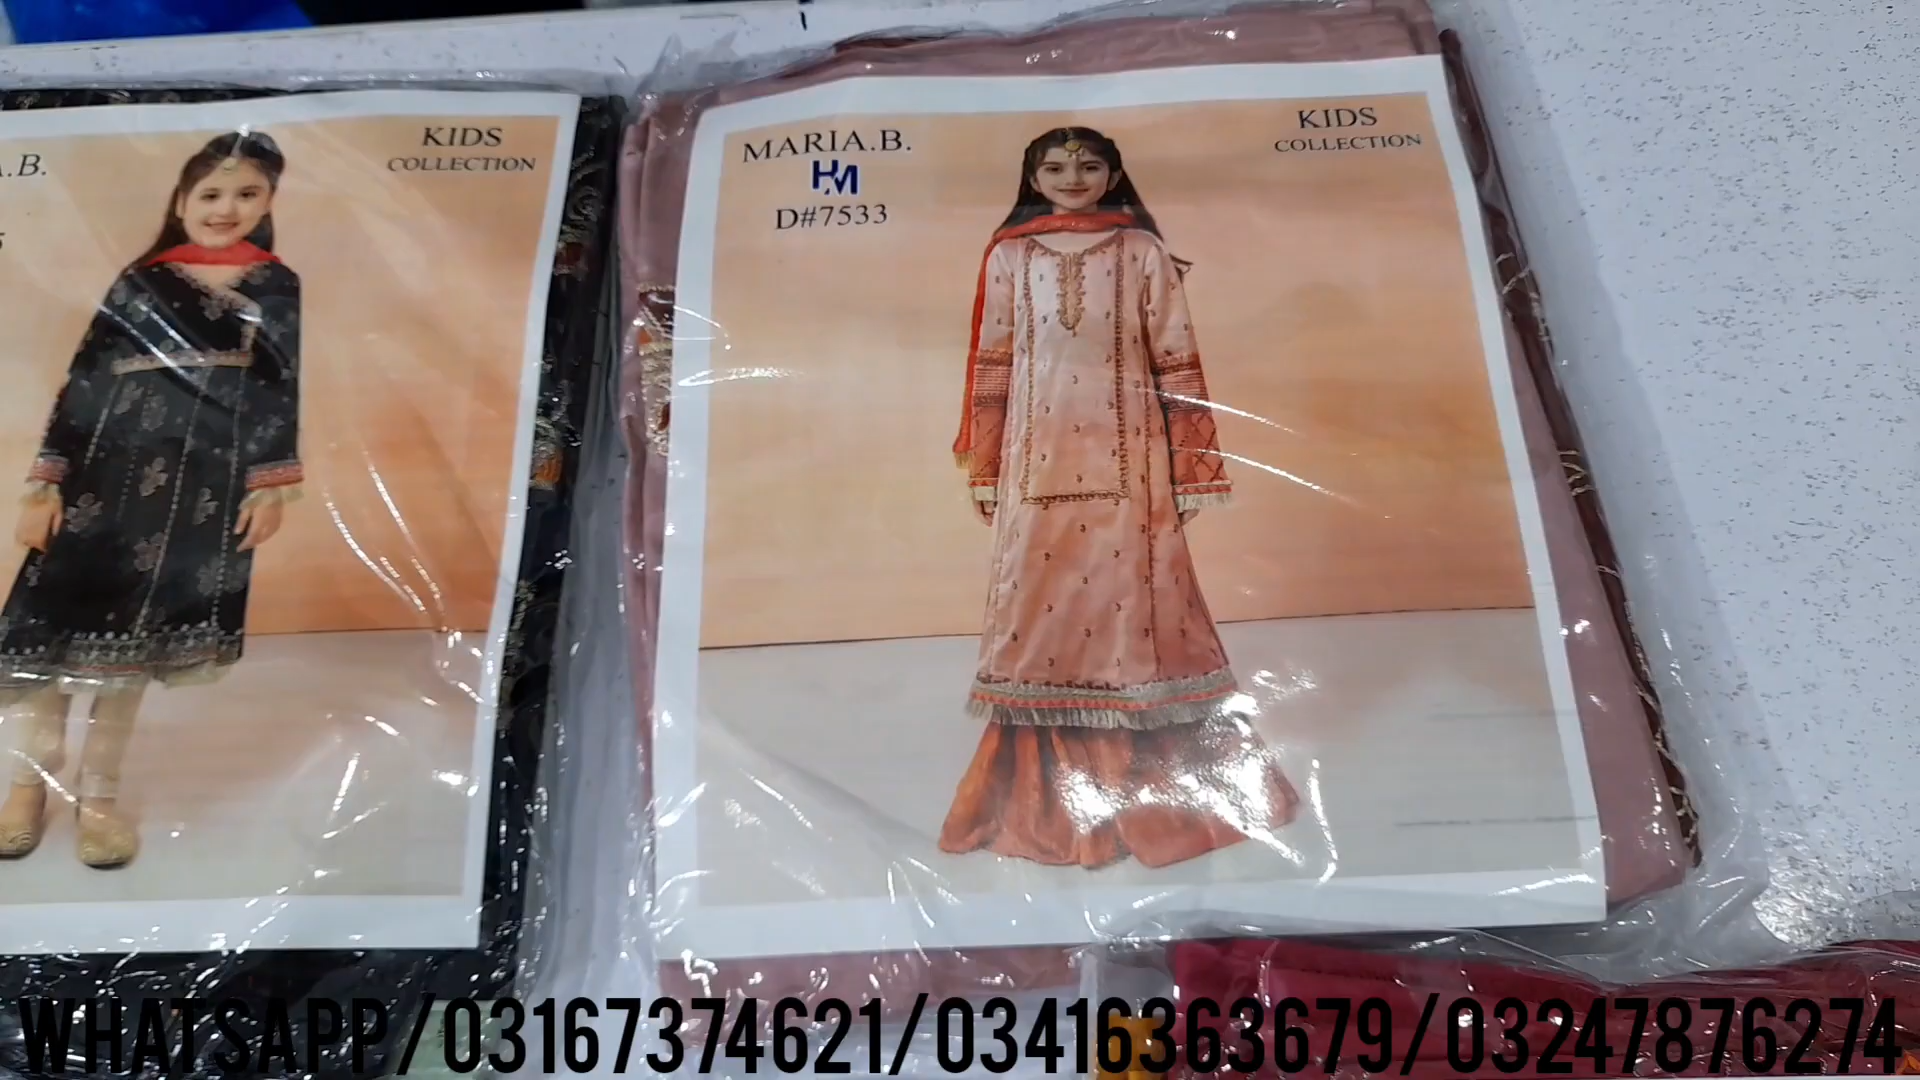 .B.
KIDS
COLLECTION
MARIA.B.
HM
D#7533
KIDS
COLLECTION
WHATSAPP/03167374621/03416363679/03247876274